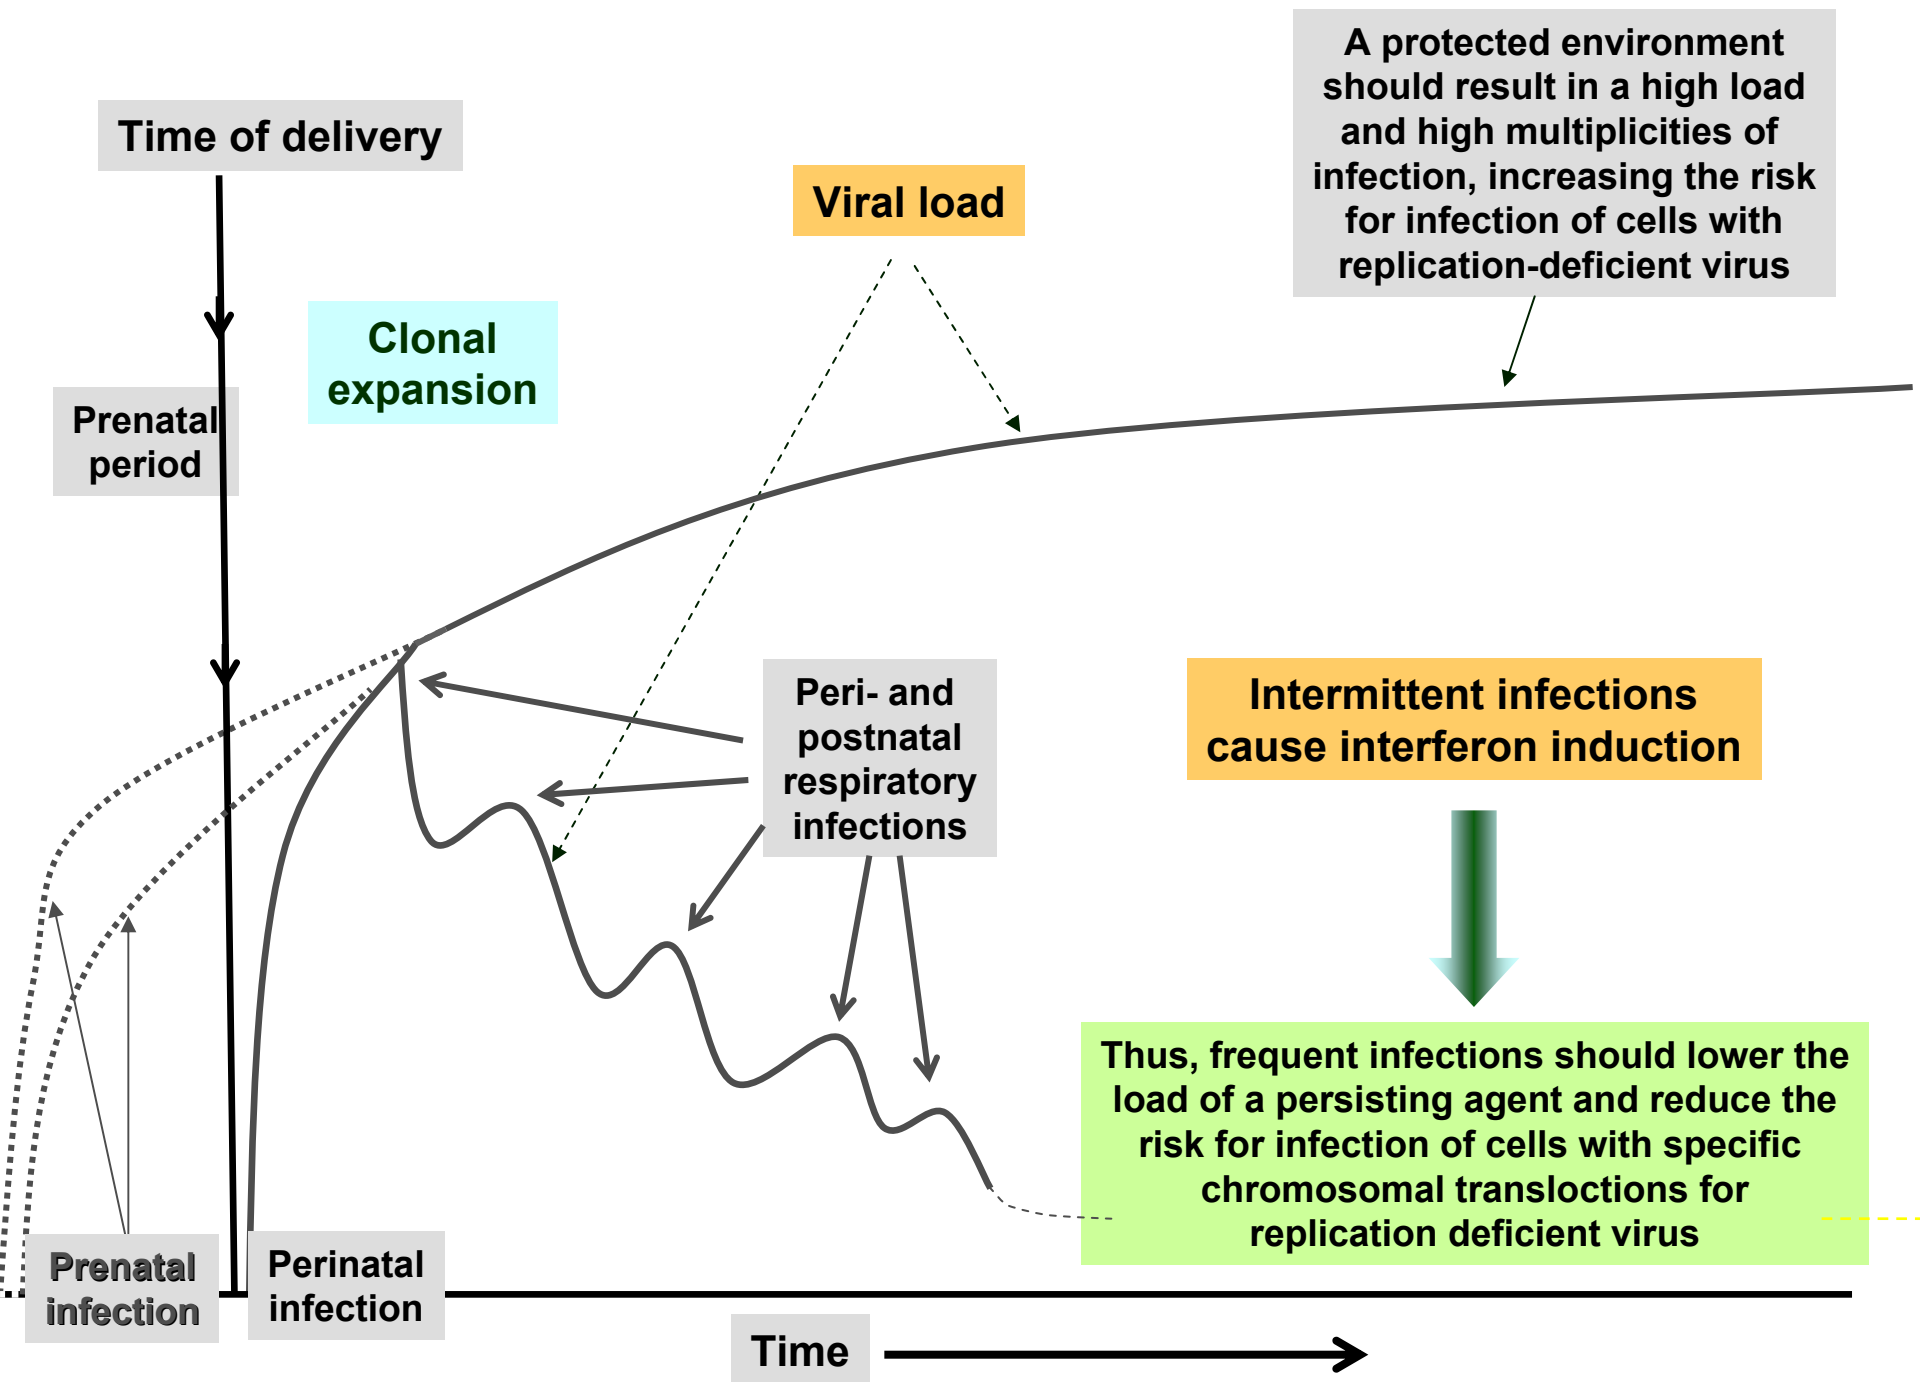 A protected environment
should result in a high load
and high multiplicities of
infection, increasing the risk
for infection of cells with
replication-deficient virus
Time of delivery
Viral load
Clonal
expansion
Prenatal
period
Peri- and
postnatal
respiratory
infections
Intermittent infections
cause interferon induction
Thus, frequent infections should lower the
load of a persisting agent and reduce the
risk for infection of cells with specific
chromosomal transloctions for
replication deficient virus
Prenatal
infection
Perinatal
infection
Time